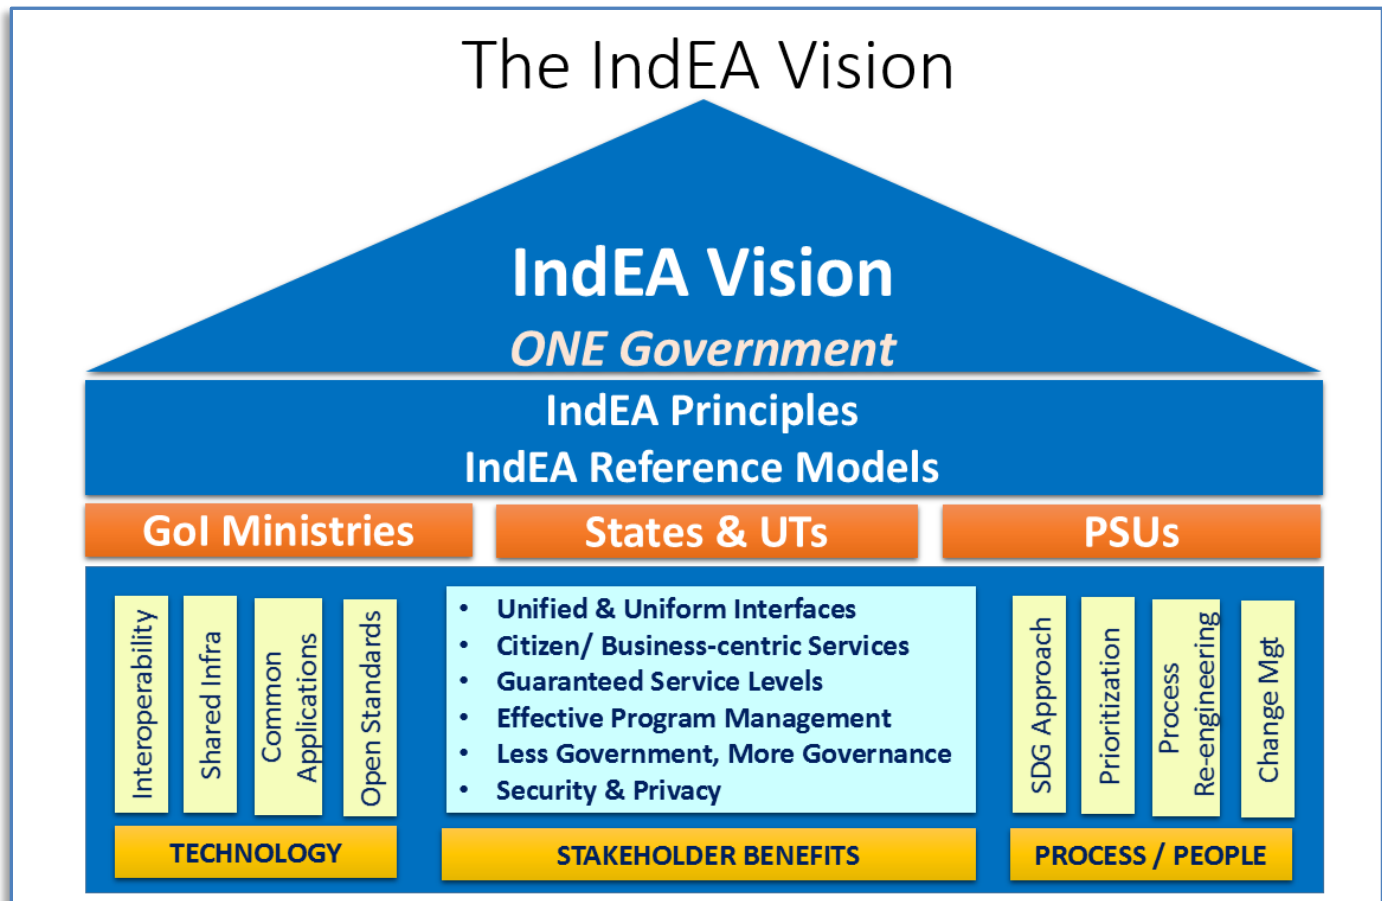 The IndEA Vision
IndEA Vision
ONE Government
IndEA Principles
IndEA Reference Models
GoI Ministries
States & UTs
PSUs
Interoperability
Shared Infra
Common
Applications
Open Standards
TECHNOLOGY
• Unified & Uniform Interfaces
• Citizen/ Business-centric Services
• Guaranteed Service Levels
• Effective Program Management
• Less Government, More Governance
• Security & Privacy
STAKEHOLDER BENEFITS
SDG Approach
Prioritization
Process
Re-engineering
Change Mgt
PROCESS / PEOPLE